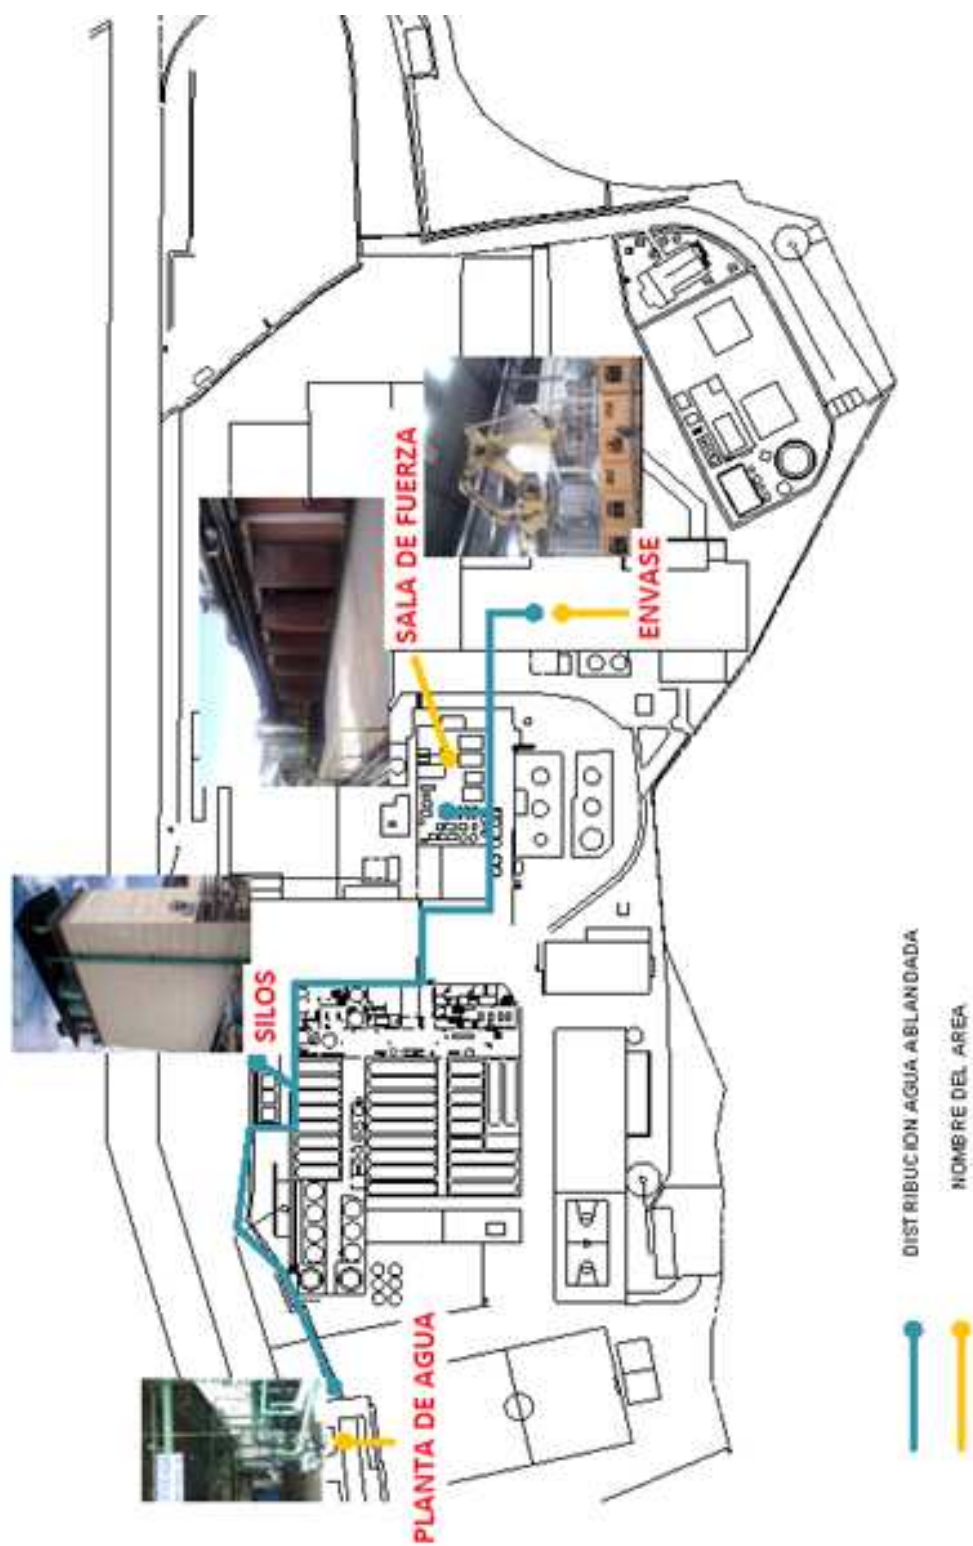 PLANTA DE AGUA
SILOS
SALA DE FUERZA
ENVASE
DISTRIBUCION AGUA ABLANDADA
NOMBRE DEL AREA